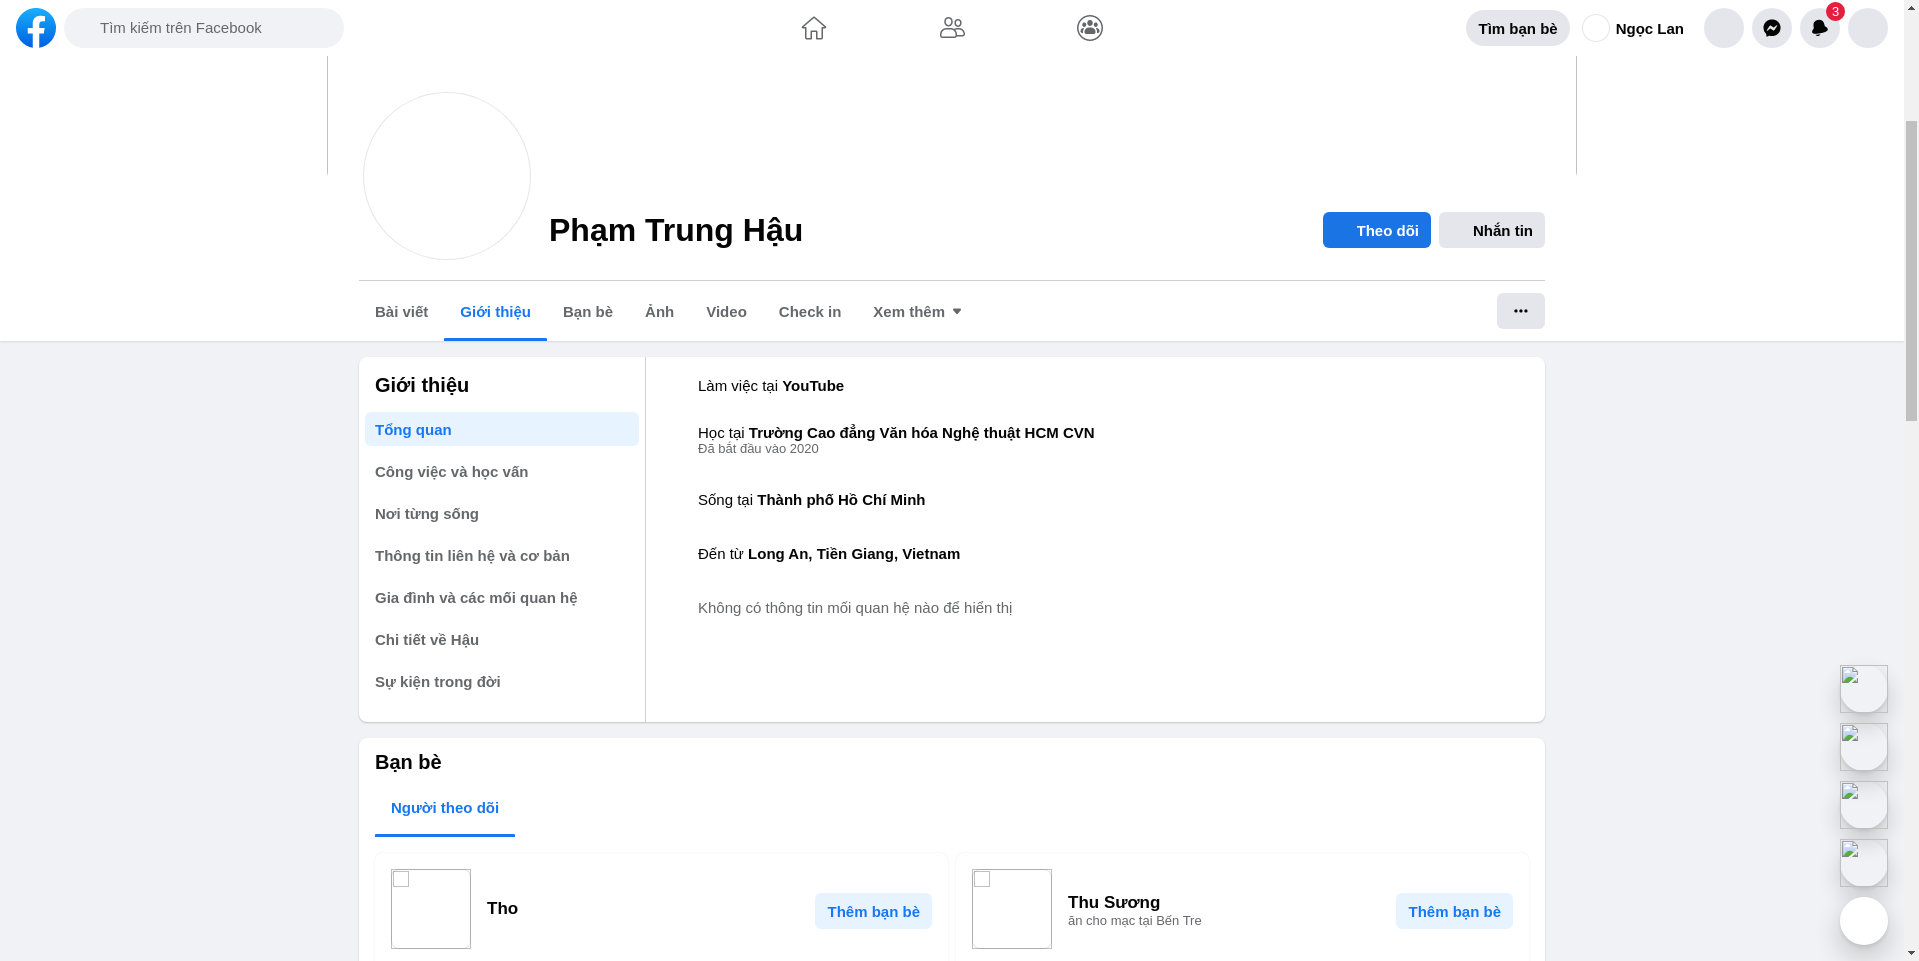 Tìm kiếm trên Facebook
Tìm bạn bè
Ngọc Lan
3
Phạm Trung Hậu
Theo dõi
Nhắn tin
Bài viết
Giới thiệu
Bạn bè
Ảnh
Video
Check in
Xem thêm
Giới thiệu
Tổng quan
Công việc và học vấn
Nơi từng sống
Thông tin liên hệ và cơ bản
Gia đình và các mối quan hệ
Chi tiết về Hậu
Sự kiện trong đời
Làm việc tại YouTube
Học tại Trường Cao đẳng Văn hóa Nghệ thuật HCM CVN
Đã bắt đầu vào 2020
Sống tại Thành phố Hồ Chí Minh
Đến từ Long An, Tiền Giang, Vietnam
Không có thông tin mối quan hệ nào để hiển thị
Bạn bè
Người theo dõi
Tho
Thêm bạn bè
Thu Sương
ăn cho mạc tại Bến Tre
Thêm bạn bè